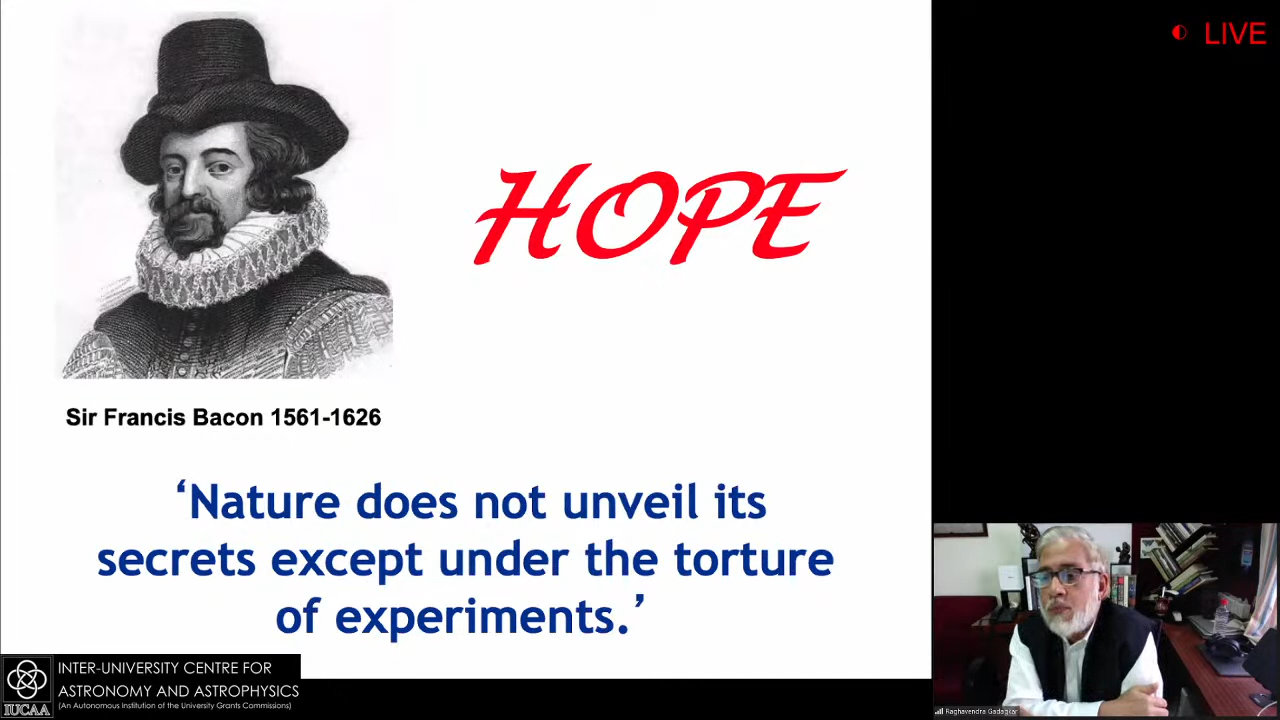 LIVE
HOPE
Sir Francis Bacon 1561-1626
‘Nature does not unveil its
secrets except under the torture
of experiments.’
INTER-UNIVERSITY CENTRE FOR
ASTRONOMY AND ASTROPHYSICS
(An Autonomous Institution of the University Grants Commissions)
IUCAA
Raghavendra Gadagkar